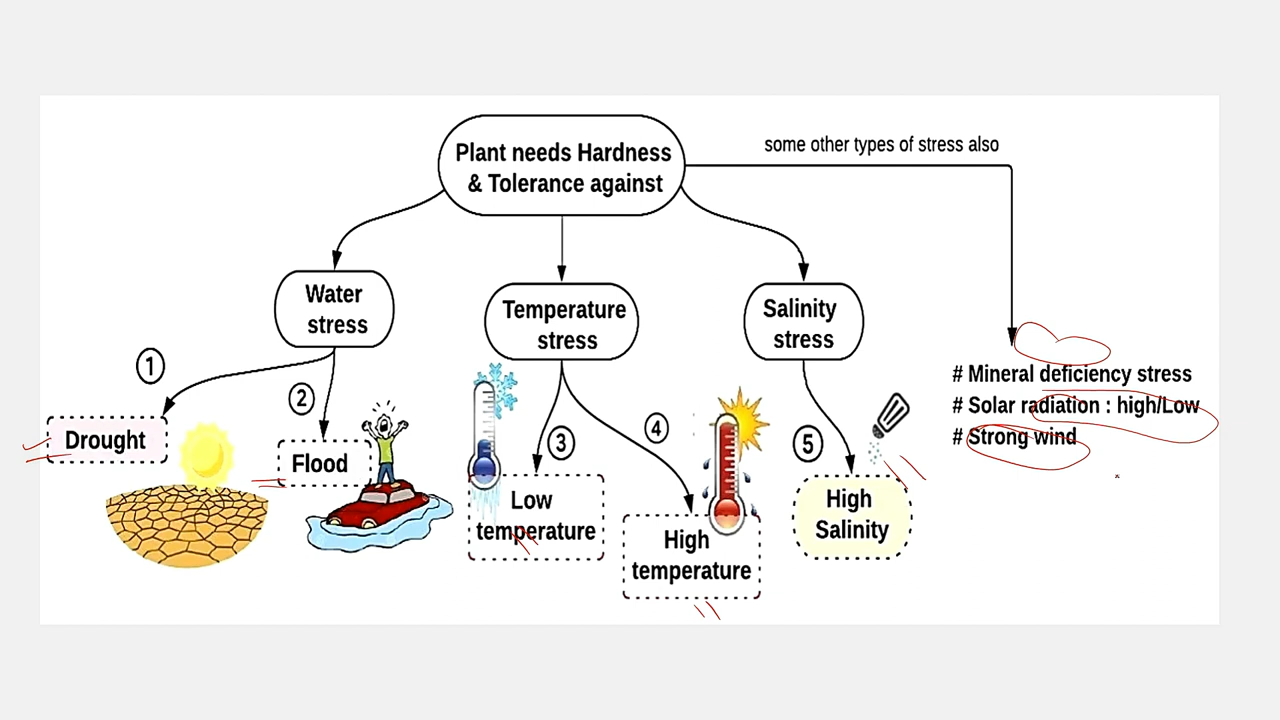 Plant needs Hardness
& Tolerance against
some other types of stress also
Water
stress
Temperature
stress
Salinity
stress
1
2
3
4
5
Drought
Flood
Low
temperature
High
temperature
High
Salinity
# Mineral deficiency stress
# Solar radiation : high/Low
# Strong wind